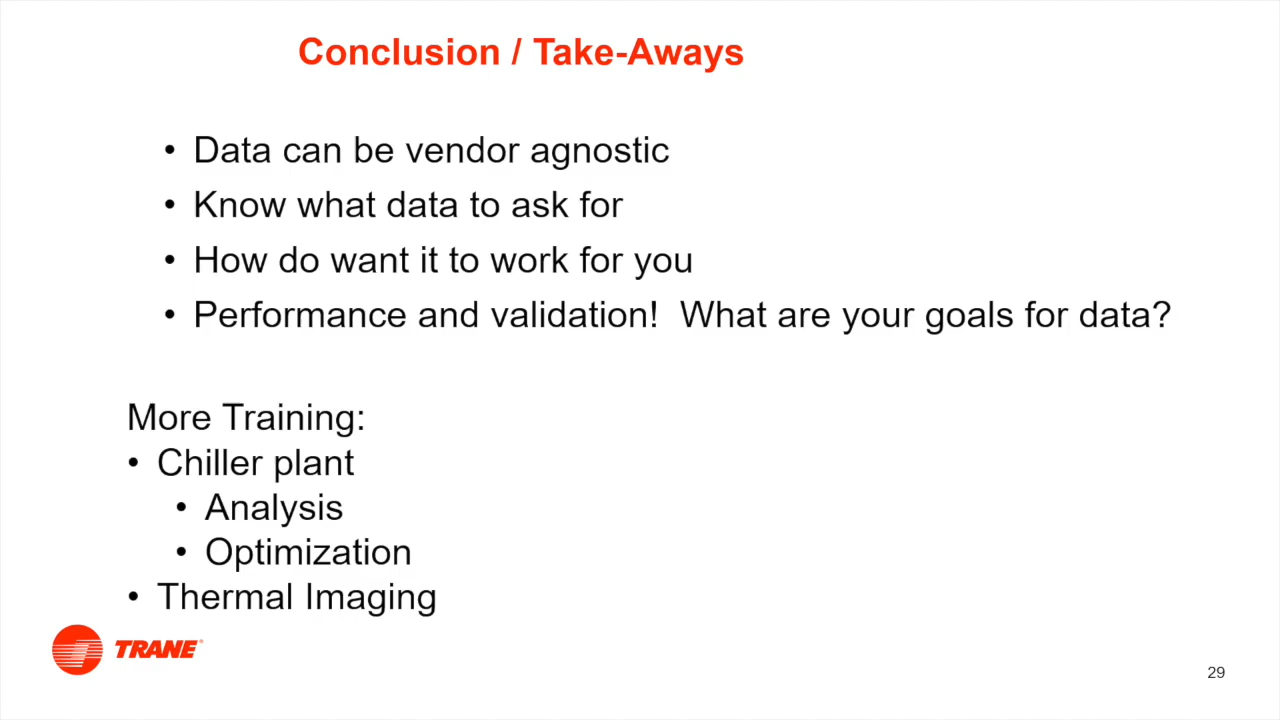 Conclusion / Take-Aways
• Data can be vendor agnostic
• Know what data to ask for
• How do want it to work for you
• Performance and validation!  What are your goals for data?
More Training:
• Chiller plant
• Analysis
• Optimization
• Thermal Imaging
TRANE®
29